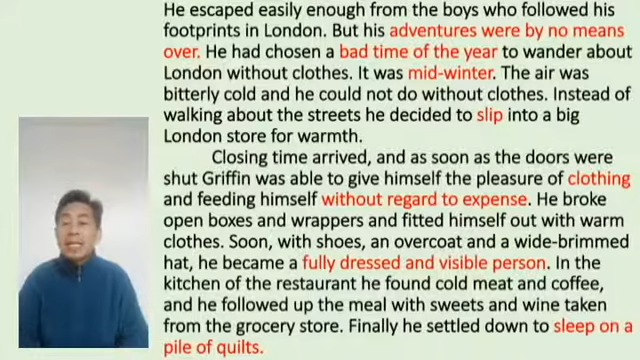 He escaped easily enough from the boys who followed his
footprints in London. But his adventures were by no means
over. He had chosen a bad time of the year to wander about
London without clothes. It was mid-winter. The air was
bitterly cold and he could not do without clothes. Instead of
walking about the streets he decided to slip into a big
London store for warmth.
Closing time arrived, and as soon as the doors were
shut Griffin was able to give himself the pleasure of clothing
and feeding himself without regard to expense. He broke
open boxes and wrappers and fitted himself out with warm
clothes. Soon, with shoes, an overcoat and a wide-brimmed
hat, he became a fully dressed and visible person. In the
kitchen of the restaurant he found cold meat and coffee,
and he followed up the meal with sweets and wine taken
from the grocery store. Finally he settled down to sleep on a
pile of quilts.